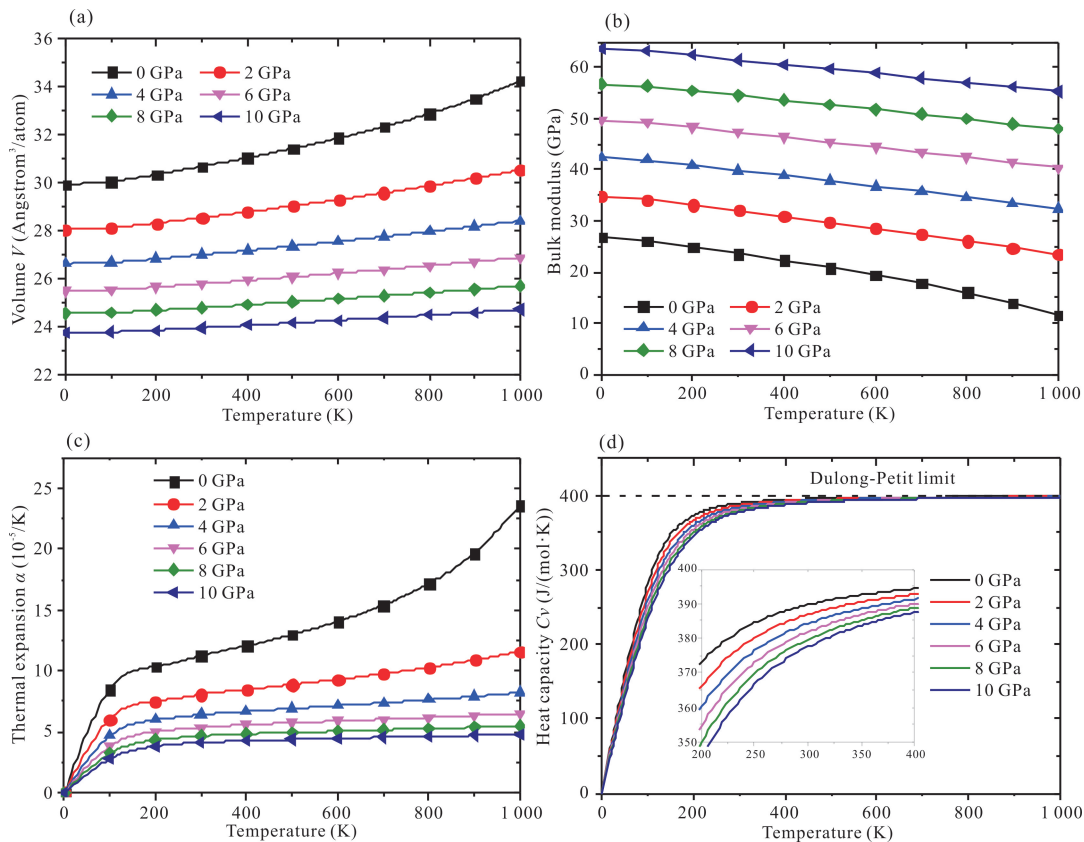 (a)
36
34
32
30
28
26
24
22
Volume V (Angstrom³/atom)
0 GPa 2 GPa
4 GPa 6 GPa
8 GPa 10 GPa
0 200 400 600 800 1 000
Temperature (K)
(b)
60
50
40
30
20
10
0
Bulk modulus (GPa)
0 GPa 2 GPa
4 GPa 6 GPa
8 GPa 10 GPa
0 200 400 600 800 1 000
Temperature (K)
(c)
25
20
15
10
5
0
Thermal expansion α (10⁻⁵/K)
0 GPa
2 GPa
4 GPa
6 GPa
8 GPa
10 GPa
0 200 400 600 800 1 000
Temperature (K)
(d)
Dulong-Petit limit
400
300
200
100
0
Heat capacity Cv (J/(mol·K))
400
390
380
370
360
350
200 250 300 350 400
0 GPa
2 GPa
4 GPa
6 GPa
8 GPa
10 GPa
0 200 400 600 800 1 000
Temperature (K)